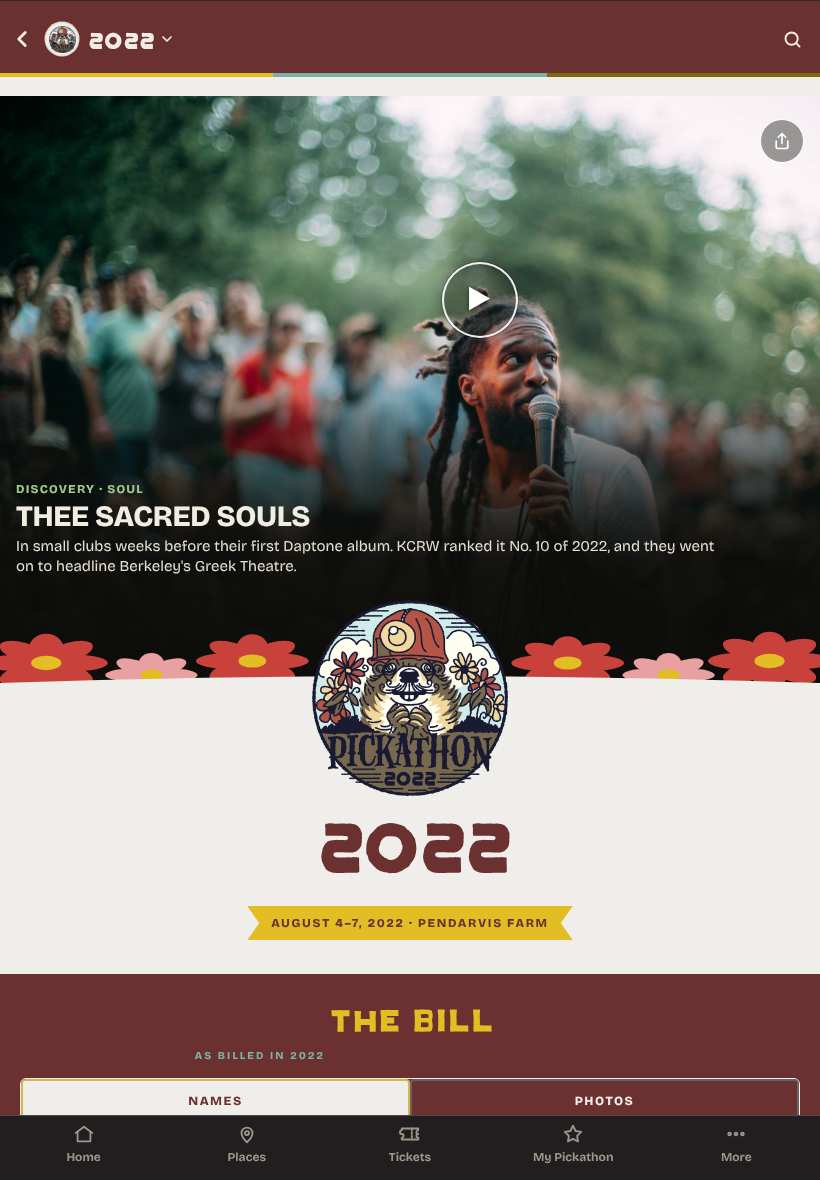 2022
DISCOVERY · SOUL
THEE SACRED SOULS
In small clubs weeks before their first Daptone album. KCRW ranked it No. 10 of 2022, and they went
on to headline Berkeley's Greek Theatre.
PICKATHON
2022
2022
AUGUST 4–7, 2022 · PENDARVIS FARM
THE BILL
AS BILLED IN 2022
NAMES
PHOTOS
Home
Places
Tickets
My Pickathon
More